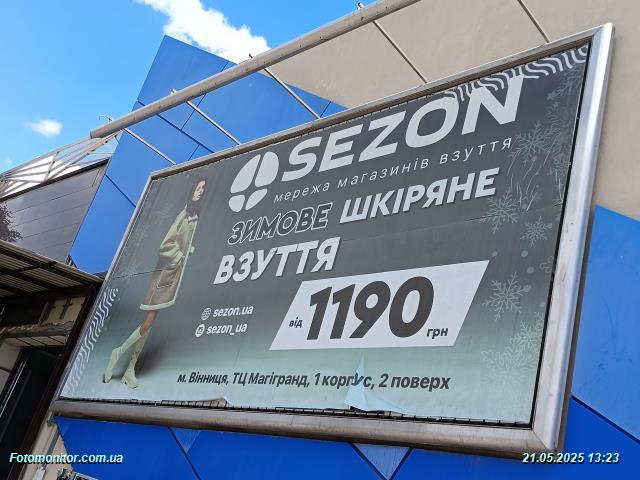 SEZON
мережа магазинів взуття
ЗИМОВЕ ШКІРЯНЕ
ВЗУТТЯ
від 1190 грн
sezon.ua
sezon_ua
м. Вінниця, ТЦ Магігранд, 1 корпус, 2 поверх
Fotomonitor.com.ua
21.05.2025 13:23